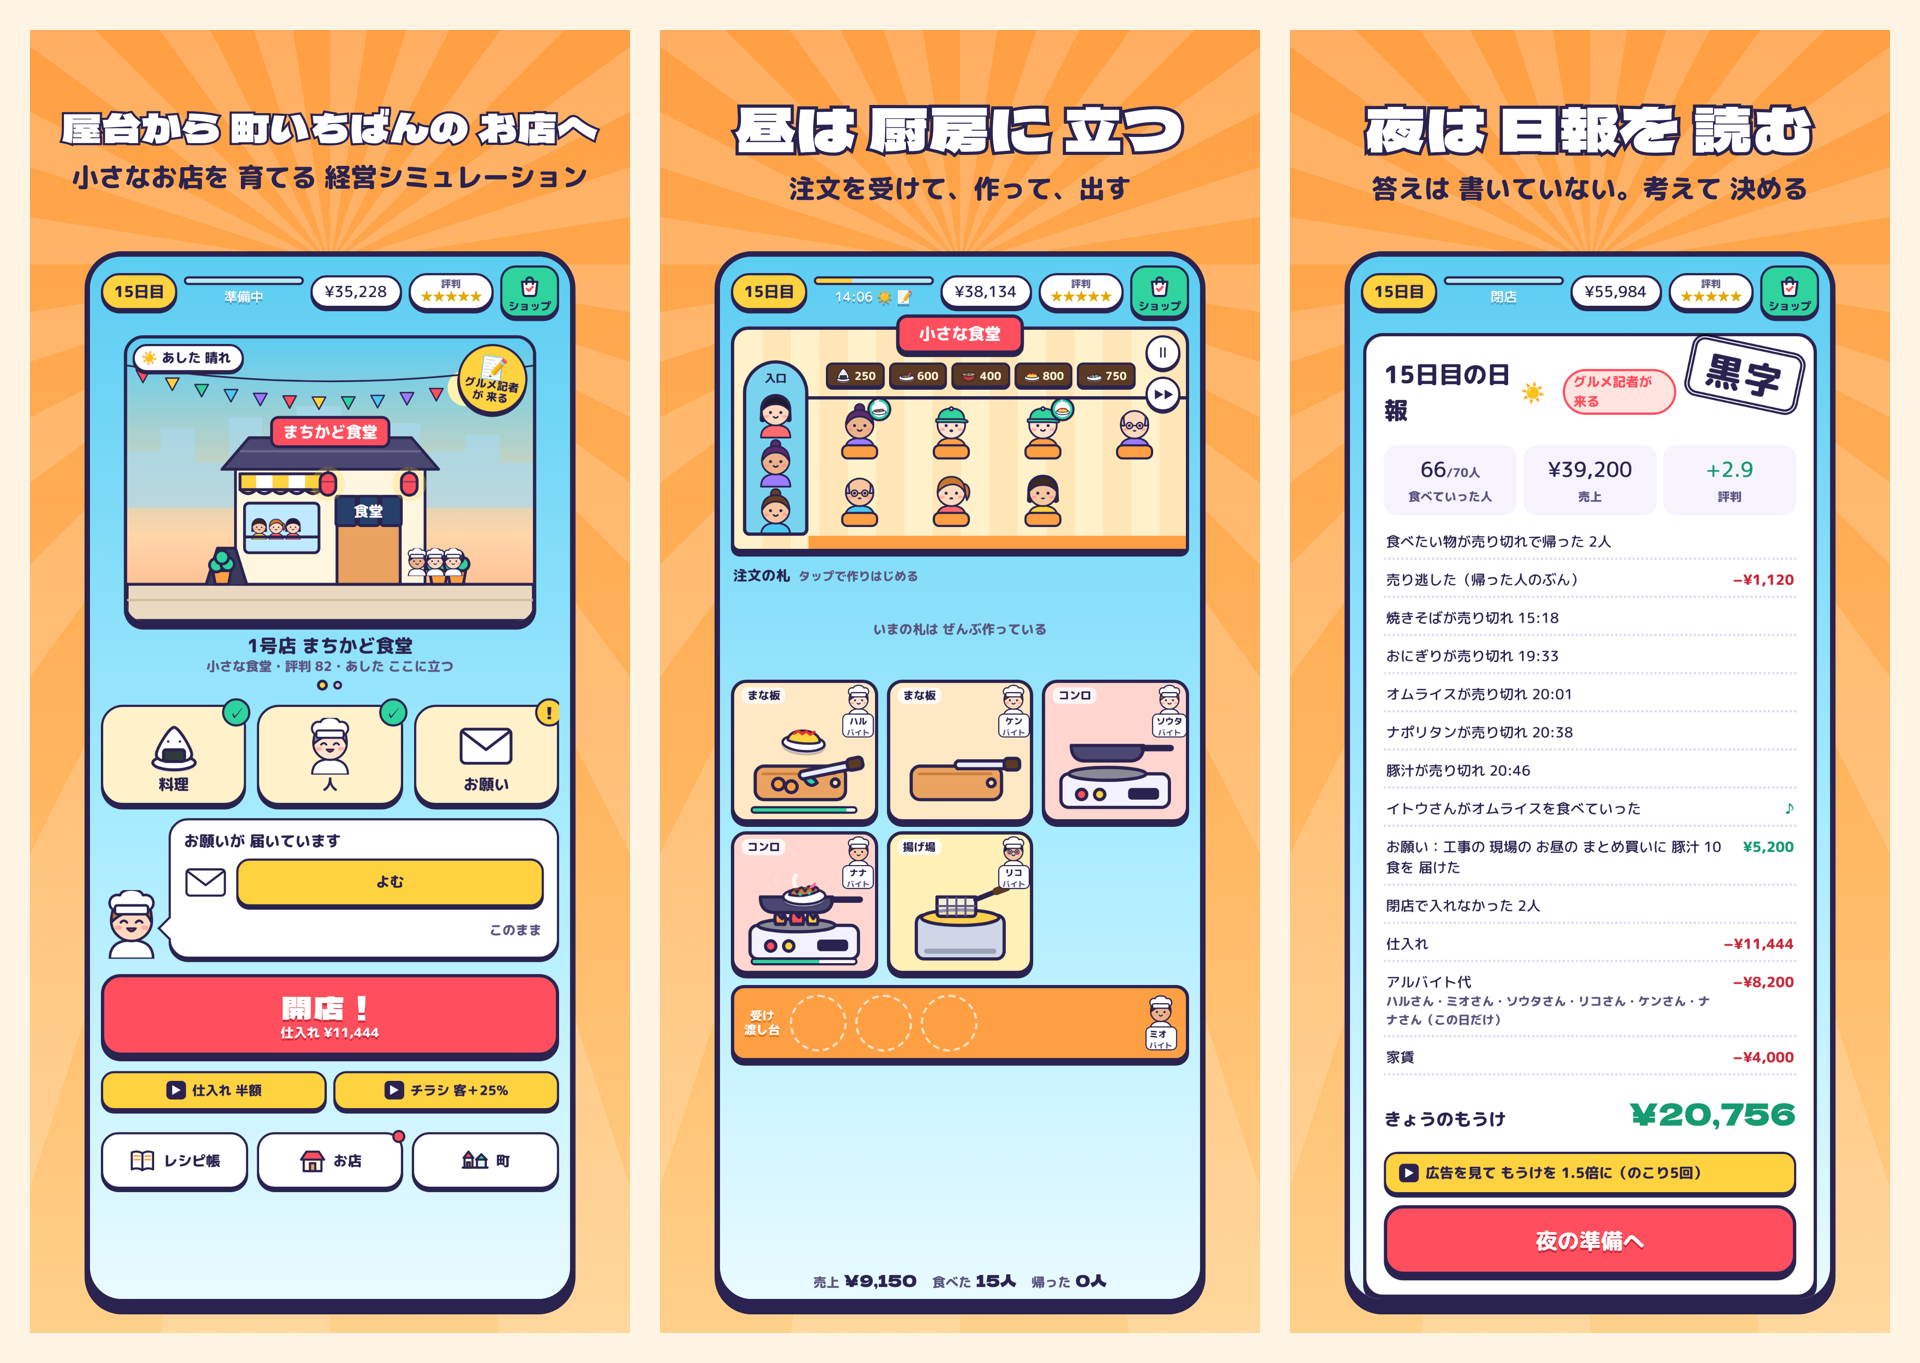 屋台から 町いちばんの お店へ
小さなお店を 育てる 経営シミュレーション
15日目
準備中
¥35,228
評判
★★★★★
ショップ
あした 晴れ
グルメ記者
が 来る
まちかど食堂
食堂
1号店 まちかど食堂
小さな食堂・評判 82・あした ここに立つ
料理
人
!
お願い
お願いが 届いています
よむ
このまま
開店！
仕入れ ¥11,444
仕入れ 半額
チラシ 客+25%
レシピ帳
お店
町
昼は 厨房に 立つ
注文を受けて、作って、出す
15日目
14:06
¥38,134
評判
★★★★★
ショップ
小さな食堂
入口
250
600
400
800
750
注文の札 タップで作りはじめる
いまの札は ぜんぶ作っている
まな板
ハル
バイト
まな板
ケン
バイト
コンロ
ソウタ
バイト
コンロ
ナナ
バイト
揚げ場
リコ
バイト
受け
渡し台
ミオ
バイト
売上 ¥9,150 食べた 15人 帰った 0人
夜は 日報を 読む
答えは 書いていない。考えて 決める
15日目
閉店
¥55,984
評判
★★★★★
ショップ
15日目の日
報
グルメ記者が
来る
黒字
66/70人
食べていった人
¥39,200
売上
+2.9
評判
食べたい物が売り切れで帰った 2人
売り逃した（帰った人のぶん） −¥1,120
焼きそばが売り切れ 15:18
おにぎりが売り切れ 19:33
オムライスが売り切れ 20:01
ナポリタンが売り切れ 20:38
豚汁が売り切れ 20:46
イトウさんがオムライスを食べていった ♪
お願い：工事の 現場の お昼の まとめ買いに 豚汁 10 ¥5,200
食を 届けた
閉店で入れなかった 2人
仕入れ −¥11,444
アルバイト代 −¥8,200
ハルさん・ミオさん・ソウタさん・リコさん・ケンさん・ナ
ナさん（この日だけ）
家賃 −¥4,000
きょうのもうけ ¥20,756
広告を見て もうけを 1.5倍に（のこり5回）
夜の準備へ